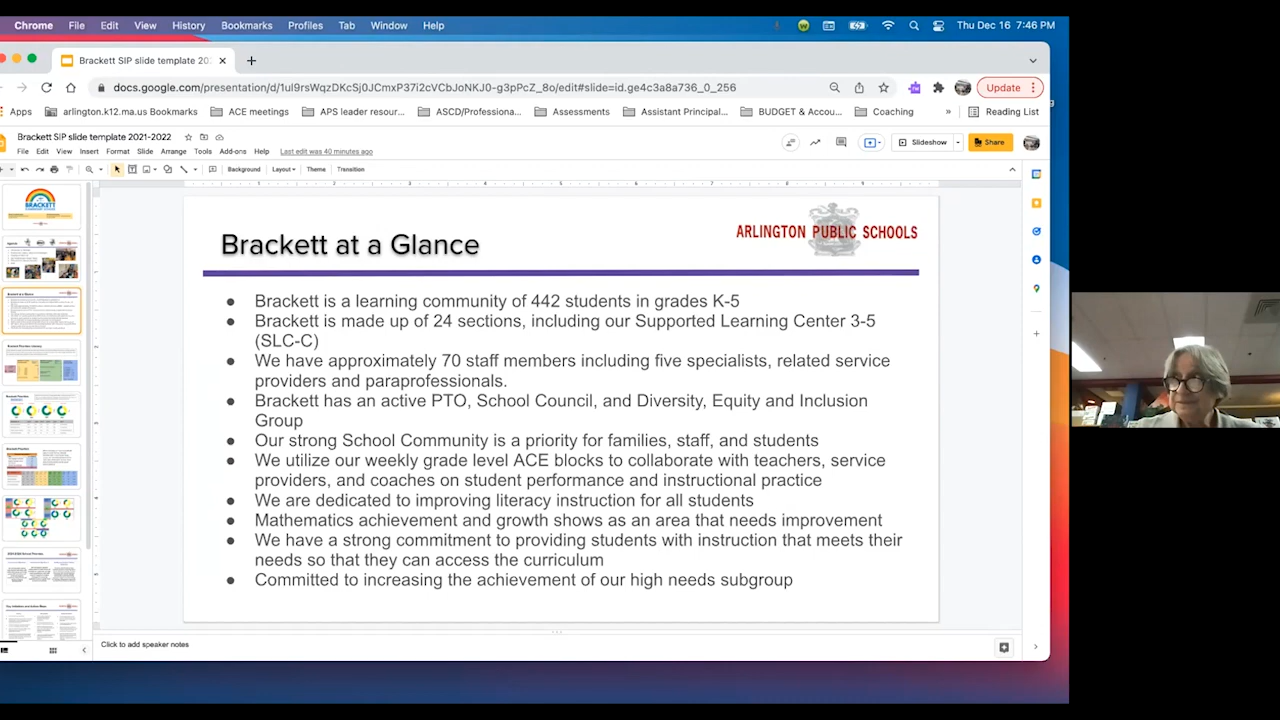 Chrome File Edit View History Bookmarks Profiles Tab Window Help Thu Dec 16 7:46 PM
Brackett SIP slide template 202
docs.google.com/presentation/d/1uI9rsWqzDKcSj0JCmxP37i2cVCbJoNKJ0-g3pPcZ_8o/edit#slide=id.ge4c3a8a736_0_256 Update
Apps arlington.k12.ma.us Bookmarks ACE meetings APS leader resour... ASCD/Professiona... Assessments Assistant Principal... BUDGET & Accou... Coaching » Reading List
Brackett SIP slide template 2021-2022
File Edit View Insert Format Slide Arrange Tools Add-ons Help Last edit was 40 minutes ago
Slideshow Share
Background Layout Theme Transition
BRACKETT
Brackett at a Glance
ARLINGTON PUBLIC SCHOOLS
Brackett is a learning community of 442 students in grades K-5
Brackett is made up of sections, including our Supported Learning Center 3-5
(SLC-C)
We have approximately 70 staff members including five specialists, related service
providers and paraprofessionals.
Brackett has an active PTO, School Council, and Diversity, Equity and Inclusion
Group
Our strong School Community is a priority for families, staff, and students
We utilize our weekly grade level ACE blocks to collaborate in teachers, service
providers, and coaches on student performance and instructional practice
We are dedicated to improving literacy instruction for all students
Mathematics achievement and growth shows as an area that needs improvement
We have a strong commitment to providing students with instruction that meets their
needs so that they can access the curriculum
Committed to increasing the achievement of our high needs subgroup
Click to add speaker notes